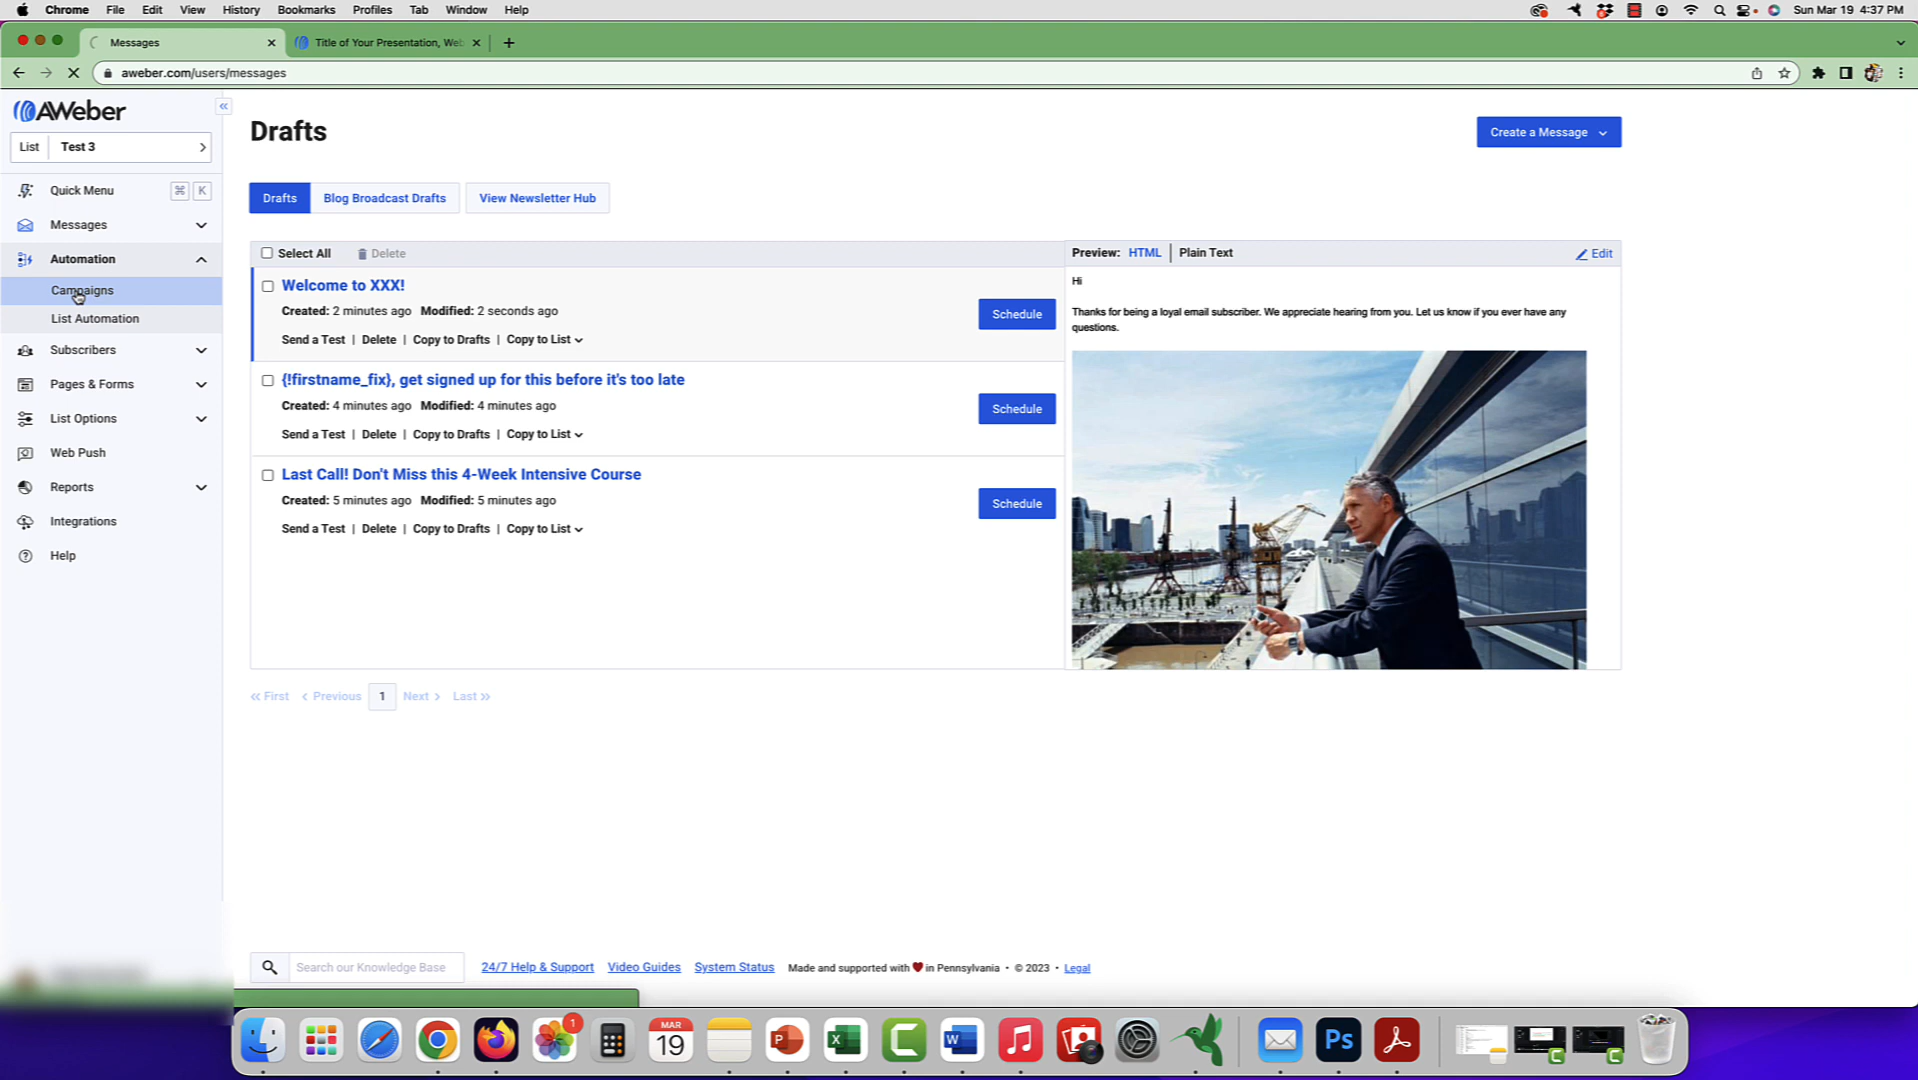 Chrome File Edit View History Bookmarks Profiles Tab Window Help Sun Mar 19 4:37 PM
Messages Title of Your Presentation, Web
aweber.com/users/messages
AWeber
List Test 3
Quick Menu ⌘ K
Messages
Automation
Campaigns
List Automation
Subscribers
Pages & Forms
List Options
Web Push
Reports
Integrations
Help
Drafts
Create a Message
Drafts Blog Broadcast Drafts View Newsletter Hub
Select All Delete
Welcome to XXX!
Created: 2 minutes ago Modified: 2 seconds ago
Schedule
Send a Test | Delete | Copy to Drafts | Copy to List
{!firstname_fix}, get signed up for this before it's too late
Created: 4 minutes ago Modified: 4 minutes ago
Schedule
Send a Test | Delete | Copy to Drafts | Copy to List
Last Call! Don't Miss this 4-Week Intensive Course
Created: 5 minutes ago Modified: 5 minutes ago
Schedule
Send a Test | Delete | Copy to Drafts | Copy to List
Preview: HTML | Plain Text Edit
Hi
Thanks for being a loyal email subscriber. We appreciate hearing from you. Let us know if you ever have any
questions.
« First ‹ Previous 1 Next › Last »
Search our Knowledge Base 24/7 Help & Support Video Guides System Status Made and supported with ❤ in Pennsylvania • © 2023 • Legal
1
MAR
19
P
X
C
W
Ps
C
C